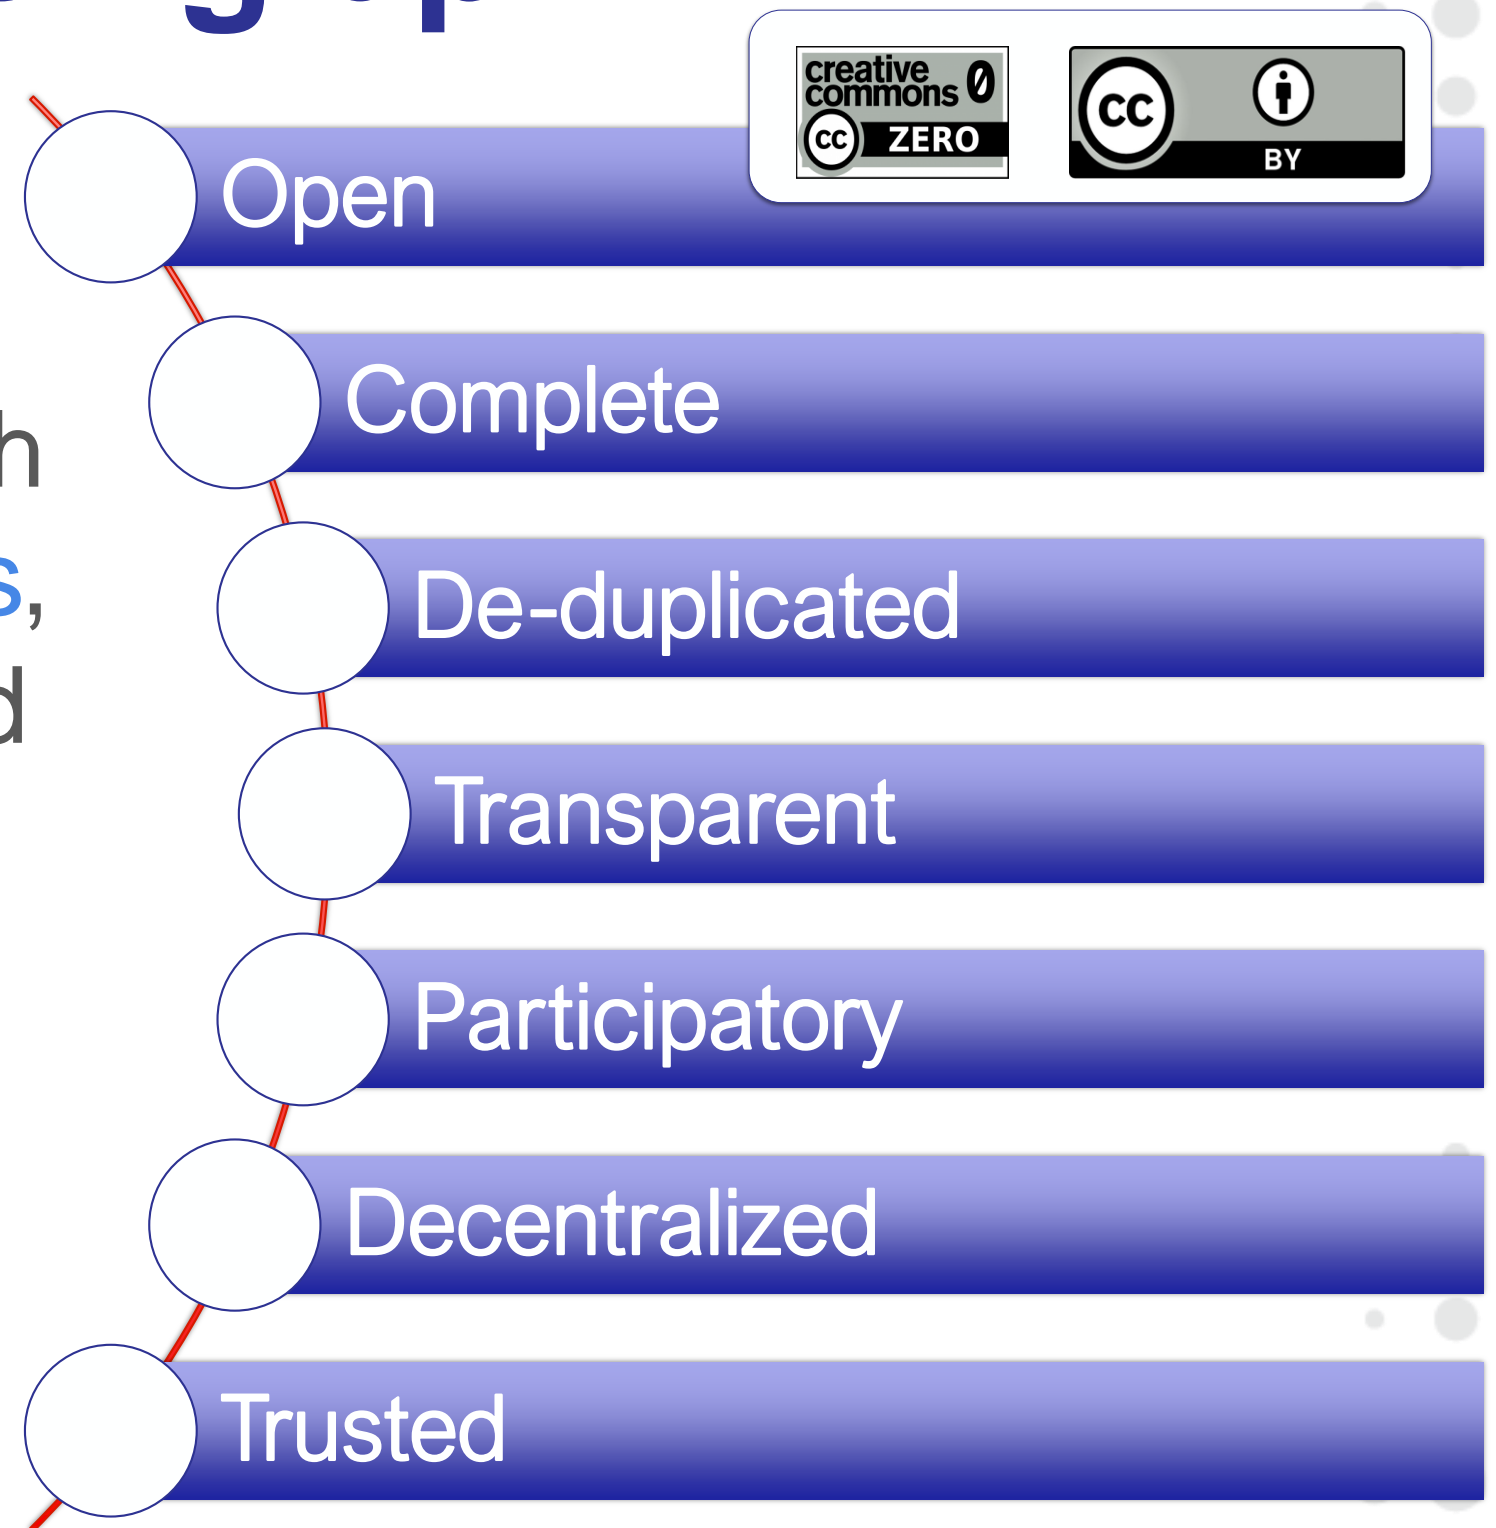 creative
commons 0
cc ZERO
cc
BY
Open
Complete
De-duplicated
Transparent
Participatory
Decentralized
Trusted